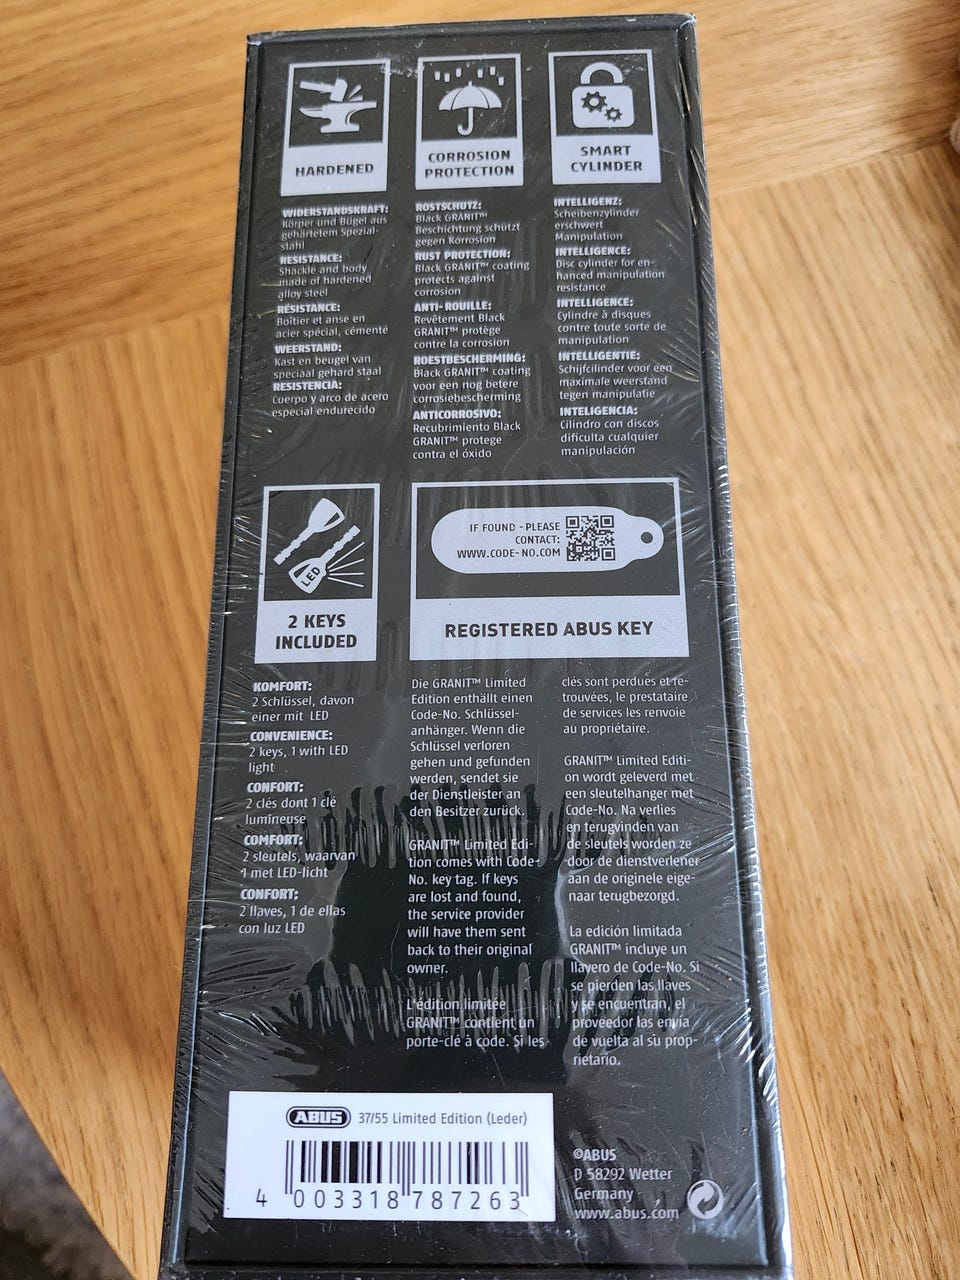 HARDENED
WIDERSTANDSKRAFT:
Körper und Bügel aus
gehärtetem Spezial-
stahl
RESISTANCE:
Shackle and body
made of hardened
alloy steel
RÉSISTANCE:
Boîtier et anse en
acier spécial, cémenté
WEERSTAND:
Kast en beugel van
speciaal gehard staal
RESISTENCIA:
Cuerpo y arco de acero
especial endurecido
CORROSION
PROTECTION
ROSTSCHUTZ:
Black GRANIT™
Beschichtung schützt
gegen Korrosion
RUST PROTECTION:
Black GRANIT™ coating
protects against
corrosion
ANTI-ROUILLE:
Revêtement Black
GRANIT™ protège
contre la corrosion
ROESTBESCHERMING:
Black GRANIT™ coating
voor een nog betere
corrosiebescherming
ANTICORROSIVO:
Recubrimiento Black
GRANIT™ protege
contra el óxido
SMART
CYLINDER
INTELLIGENZ:
Scheibenzylinder
erschwert
Manipulation
INTELLIGENCE:
Disc cylinder for en-
hanced manipulation
resistance
INTELLIGENCE:
Cylindre à disques
contre toute sorte de
manipulation
INTELLIGENTIE:
Schijfcilinder voor een
maximale weerstand
tegen manipulatie
INTELIGENCIA:
Cilindro con discos
dificulta cualquier
manipulación
LED
2 KEYS
INCLUDED
KOMFORT:
2 Schlüssel, davon
einer mit LED
CONVENIENCE:
2 keys, 1 with LED
light
CONFORT:
2 clés dont 1 clé
lumineuse
COMFORT:
2 sleutels, waarvan
1 met LED-licht
CONFORT:
2 llaves, 1 de ellas
con luz LED
IF FOUND - PLEASE
CONTACT:
WWW.CODE-NO.COM
REGISTERED ABUS KEY
Die GRANIT™ Limited
Edition enthällt einen
Code-No. Schlüssel-
anhänger. Wenn die
Schlüssel verloren
gehen und gefunden
werden, sendet sie
der Dienstleister an
den Besitzer zurück.
GRANIT™ Limited Edi-
tion comes with Code-
No. key tag. If keys
are lost and found,
the service provider
will have them sent
back to their original
owner.
L'édition limitée
GRANIT™ contient un
porte-clé à code. Si les
clés sont perdues et re-
trouvées, le prestataire
de services les renvoie
au propriétaire.
GRANIT™ Limited Editi-
on wordt geleverd met
een sleutelhanger met
Code-No. Na verlies
en terugvinden van
de sleutels worden ze
door de dienstverlener
aan de originele eige-
naar terugbezorgd.
La edición limitada
GRANIT™ incluye un
llavero de Code-No. Si
se pierden las llaves
y se encuentran, el
proveedor las envía
de vuelta al su prop-
rietario.
ABUS 37/55 Limited Edition (Leder)
4 003318 787263
©ABUS
D 58292 Wetter
Germany
www.abus.com